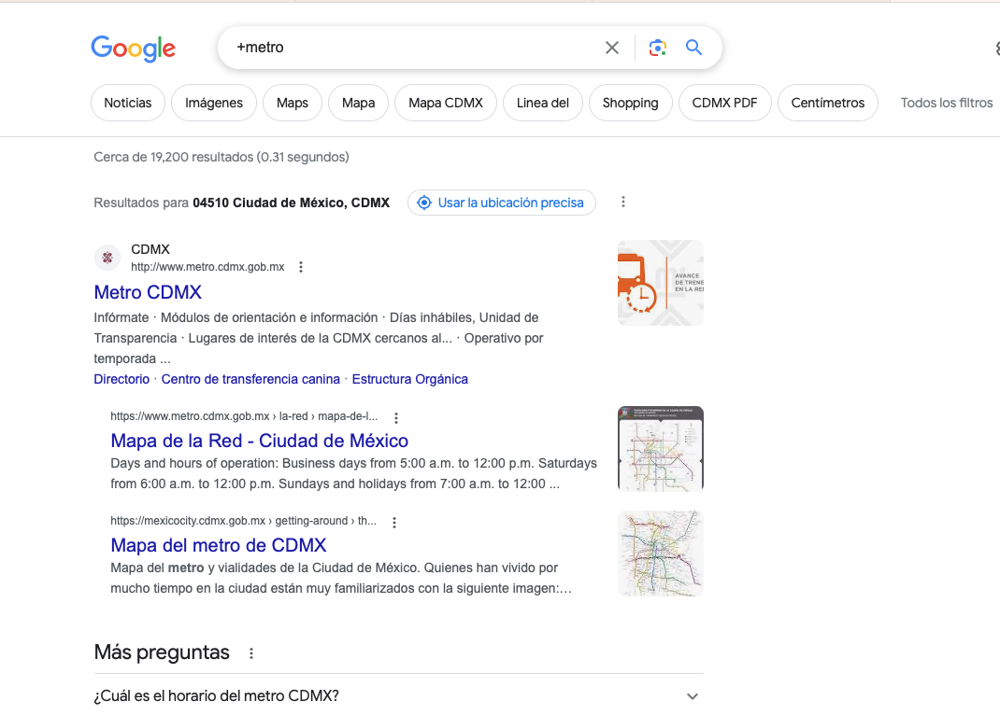 Google
+metro
Noticias Imágenes Maps Mapa Mapa CDMX Linea del Shopping CDMX PDF Centímetros Todos los filtros
Cerca de 19,200 resultados (0.31 segundos)
Resultados para 04510 Ciudad de México, CDMX Usar la ubicación precisa
CDMX
http://www.metro.cdmx.gob.mx
Metro CDMX
Infórmate · Módulos de orientación e información · Días inhábiles, Unidad de
Transparencia · Lugares de interés de la CDMX cercanos al... · Operativo por
temporada ...
Directorio · Centro de transferencia canina · Estructura Orgánica
AVANCE
DE TRENE
EN LA RE
https://www.metro.cdmx.gob.mx › la-red › mapa-de-l...
Mapa de la Red - Ciudad de México
Days and hours of operation: Business days from 5:00 a.m. to 12:00 p.m. Saturdays
from 6:00 a.m. to 12:00 p.m. Sundays and holidays from 7:00 a.m. to 12:00 ...
https://mexicocity.cdmx.gob.mx › getting-around › th...
Mapa del metro de CDMX
Mapa del metro y vialidades de la Ciudad de México. Quienes han vivido por
mucho tiempo en la ciudad están muy familiarizados con la siguiente imagen:...
Más preguntas
¿Cuál es el horario del metro CDMX?